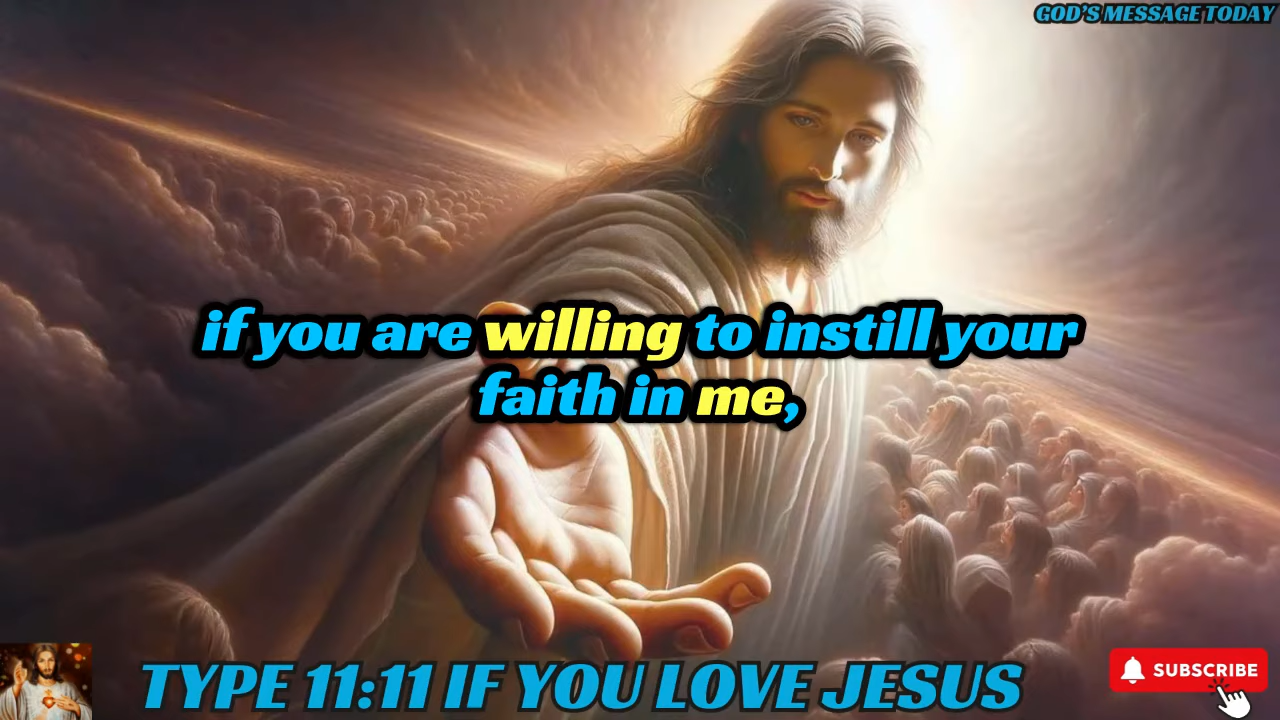 GOD'S MESSAGE TODAY
if you are willing to instill your
faith in me,
TYPE 11:11 IF YOU LOVE JESUS
SUBSCRIBE